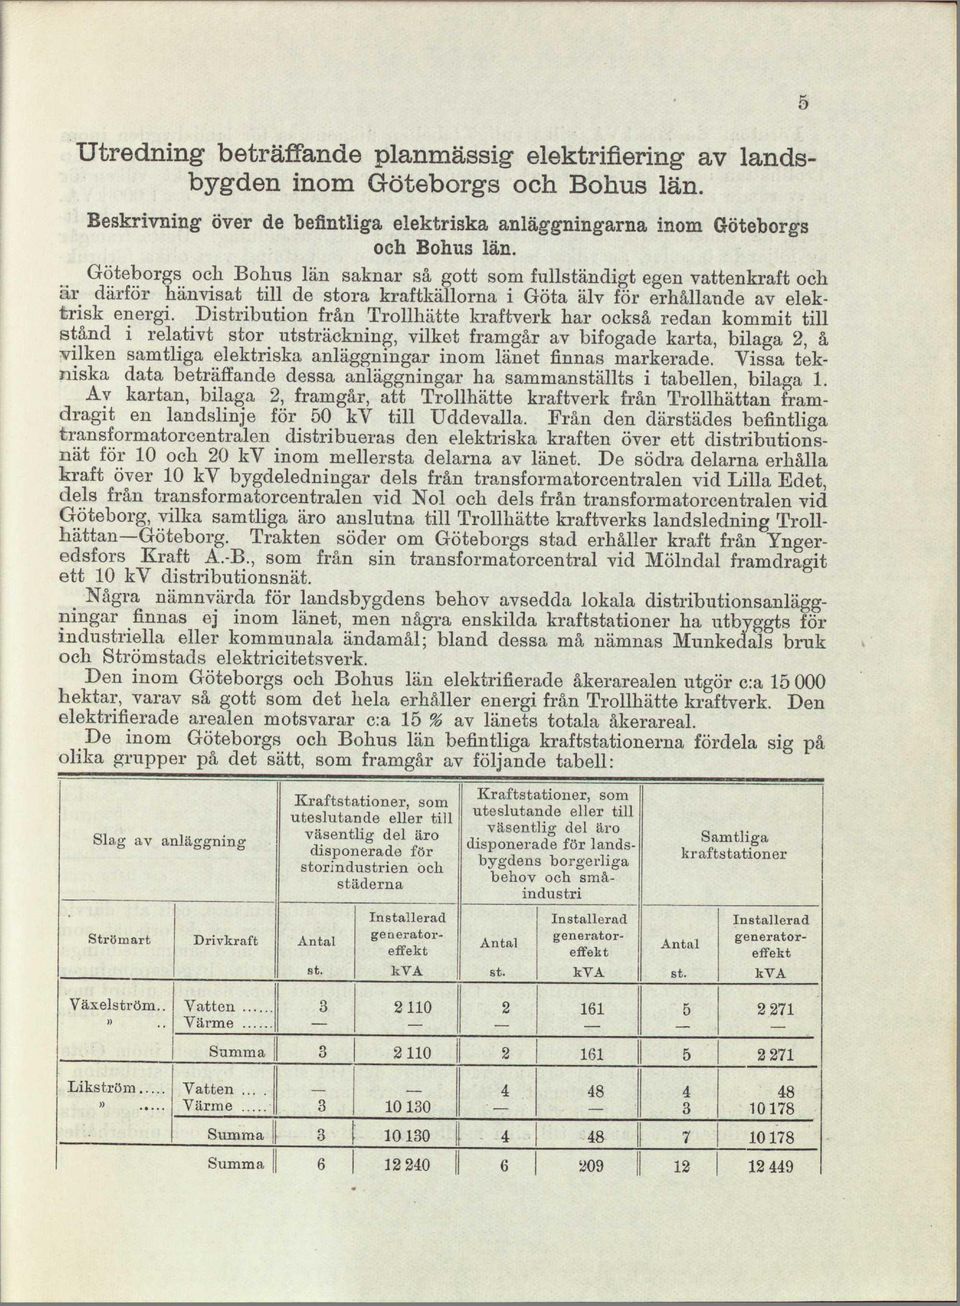 5
Utredning beträffande planmässig elektrifiering av lands-
bygden inom Göteborgs och Bohus län.
Beskrivning över de befintliga elektriska anläggningarna inom Göteborgs
och Bohus län.
Göteborgs och Bohus län saknar så gott som fullständigt egen vattenkraft och
är därför hänvisat till de stora kraftkällorna i Göta älv för erhållande av elek-
trisk energi. Distribution från Trollhätte kraftverk har också redan kommit till
stånd i relativt stor utsträckning, vilket framgår av bifogade karta, bilaga 2, å
vilken samtliga elektriska anläggningar inom länet finnas markerade. Vissa tek-
niska data beträffande dessa anläggningar ha sammanställts i tabellen, bilaga 1.
Av kartan, bilaga 2, framgår, att Trollhätte kraftverk från Trollhättan fram-
dragit en landslinje för 50 kV till Uddevalla. Från den därstädes befintliga
transformatorcentralen distribueras den elektriska kraften över ett distributions-
nät för 10 och 20 kV inom mellersta delarna av länet. De södra delarna erhålla
kraft över 10 kV bygdeledningar dels från transformatorcentralen vid Lilla Edet,
dels från transformatorcentralen vid Nol och dels från transformatorcentralen vid
Göteborg, vilka samtliga äro anslutna till Trollhätte kraftverks landsledning Troll-
hättan—Göteborg. Trakten söder om Göteborgs stad erhåller kraft från Ynger-
edsfors Kraft A.-B., som från sin transformatorcentral vid Mölndal framdragit
ett 10 kV distributionsnät.
Några nämnvärda för landsbygdens behov avsedda lokala distributionsanlägg-
ningar finnas ej inom länet, men några enskilda kraftstationer ha utbyggts för
industriella eller kommunala ändamål; bland dessa må nämnas Munkedals bruk
och Strömstads elektricitetsverk.
Den inom Göteborgs och Bohus län elektrifierade åkerarealen utgör c:a 15 000
hektar, varav så gott som det hela erhåller energi från Trollhätte kraftverk. Den
elektrifierade arealen motsvarar c:a 15 % av länets totala åkerareal.
De inom Göteborgs och Bohus län befintliga kraftstationerna fördela sig på
olika grupper på det sätt, som framgår av följande tabell:
Slag av anläggning
Kraftstationer, som
uteslutande eller till
väsentlig del äro
disponerade för
storindustrien och
städerna
Kraftstationer, som
uteslutande eller till
väsentlig del äro
disponerade för lands-
bygdens borgerliga
behov och små-
industri
Samtliga
kraftstationer
Strömart Drivkraft Antal st. Installerad generator- effekt kVA Antal st. Installerad generator- effekt kVA Antal st. Installerad generator- effekt kVA
Växelström.. Vatten ...... 3 2 110 2 161 5 2 271
» .. Värme ...... — — — — — —
Summa 3 2 110 2 161 5 2 271
Likström..... Vatten ... . — — 4 48 4 48
» ..... Värme ..... 3 10 130 — — 3 10 178
Summa 3 10 130 4 48 7 10 178
Summa 6 12 240 6 209 12 12 449